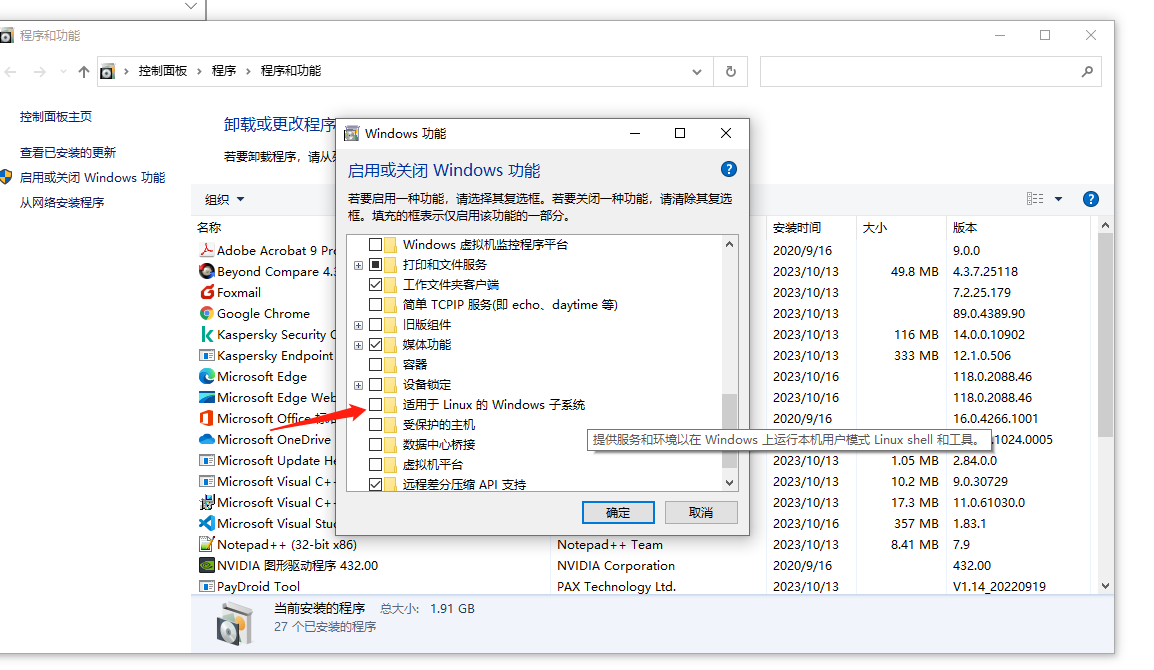 程序和功能
控制面板 › 程序 › 程序和功能
控制面板主页
查看已安装的更新
启用或关闭 Windows 功能
从网络安装程序
卸载或更改程序
若要卸载程序，请从
组织
名称 安装时间 大小 版本
Adobe Acrobat 9 Pr 2020/9/16 9.0.0
Beyond Compare 4. 2023/10/13 49.8 MB 4.3.7.25118
Foxmail 2023/10/13 7.2.25.179
Google Chrome 2023/10/13 89.0.4389.90
Kaspersky Security 2023/10/13 116 MB 14.0.0.10902
Kaspersky Endpoint 2023/10/13 333 MB 12.1.0.506
Microsoft Edge 2023/10/13 118.0.2088.46
Microsoft Edge Web 2023/10/13 118.0.2088.46
Microsoft Office 2020/9/16 16.0.4266.1001
Microsoft OneDrive .1024.0005
Microsoft Update H 2023/10/13 1.05 MB 2.84.0.0
Microsoft Visual C+ 2023/10/13 10.2 MB 9.0.30729
Microsoft Visual C+ 2023/10/13 17.3 MB 11.0.61030.0
Microsoft Visual Stu 2023/10/16 357 MB 1.83.1
Notepad++ (32-bit x86) Notepad++ Team 2023/10/13 8.41 MB 7.9
NVIDIA 图形驱动程序 432.00 NVIDIA Corporation 2020/9/16 432.00
PayDroid Tool PAX Technology Ltd. 2023/10/13 V1.14_20220919
当前安装的程序 总大小: 1.91 GB
27 个已安装的程序
Windows 功能
启用或关闭 Windows 功能
若要启用一种功能，请选择其复选框。若要关闭一种功能，请清除其复选
框。填充的框表示仅启用该功能的一部分。
Windows 虚拟机监控程序平台
打印和文件服务
工作文件夹客户端
简单 TCPIP 服务(即 echo、daytime 等)
旧版组件
媒体功能
容器
设备锁定
适用于 Linux 的 Windows 子系统
受保护的主机
数据中心桥接
虚拟机平台
远程差分压缩 API 支持
提供服务和环境以在 Windows 上运行本机用户模式 Linux shell 和工具。
确定 取消